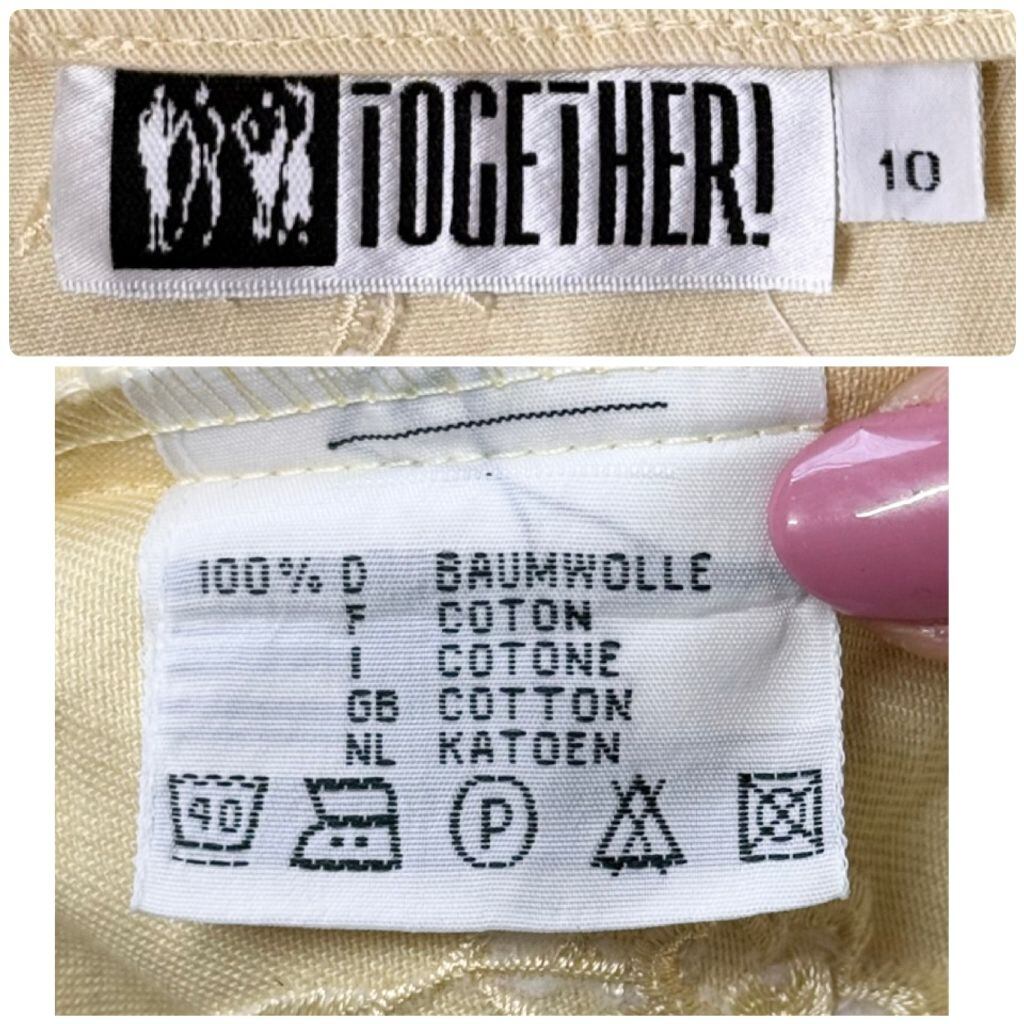 TOGETHER!
10
100% D BAUMWOLLE
F COTON
I COTONE
GB COTTON
NL KATOEN
40 P